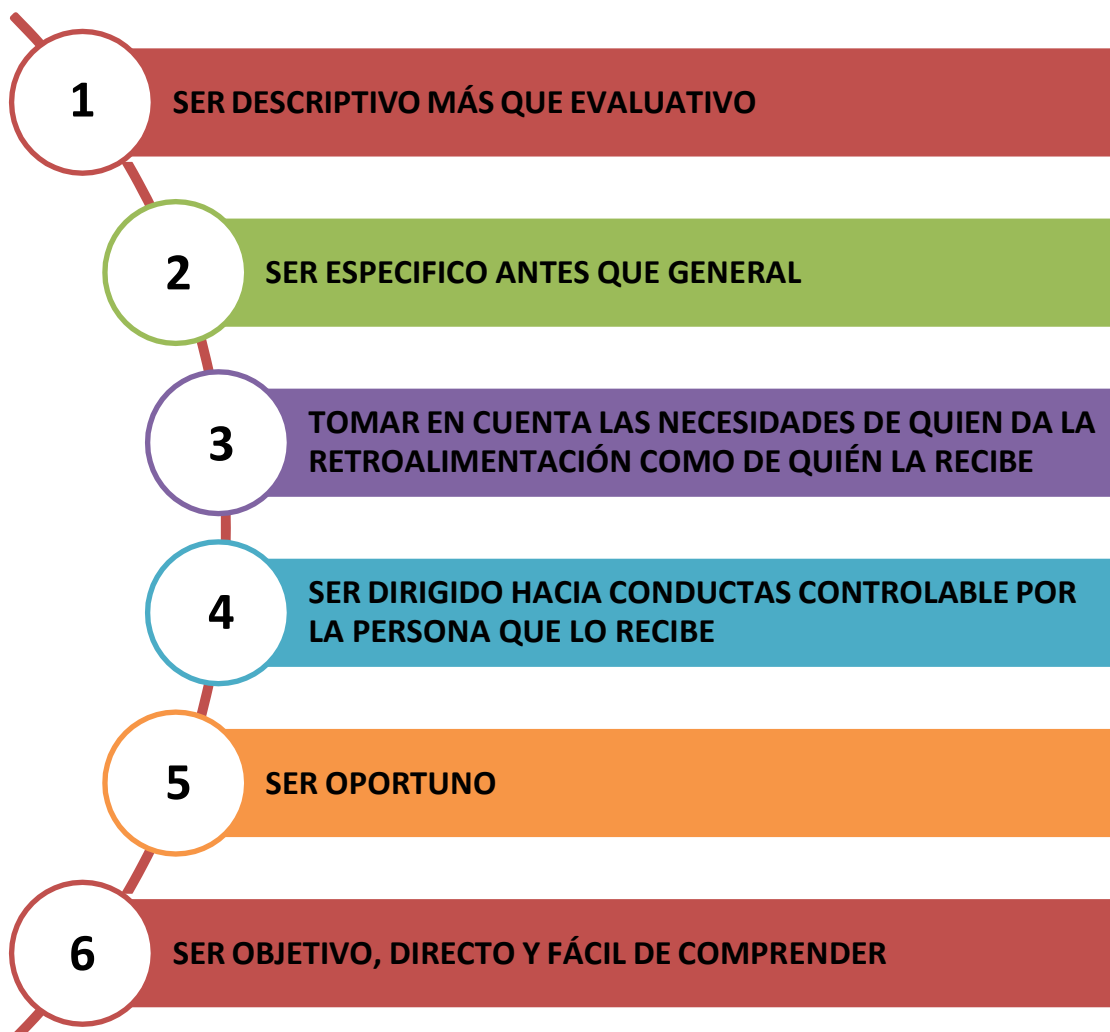 1
SER DESCRIPTIVO MÁS QUE EVALUATIVO
2
SER ESPECIFICO ANTES QUE GENERAL
3
TOMAR EN CUENTA LAS NECESIDADES DE QUIEN DA LA
RETROALIMENTACIÓN COMO DE QUIÉN LA RECIBE
4
SER DIRIGIDO HACIA CONDUCTAS CONTROLABLE POR
LA PERSONA QUE LO RECIBE
5
SER OPORTUNO
6
SER OBJETIVO, DIRECTO Y FÁCIL DE COMPRENDER